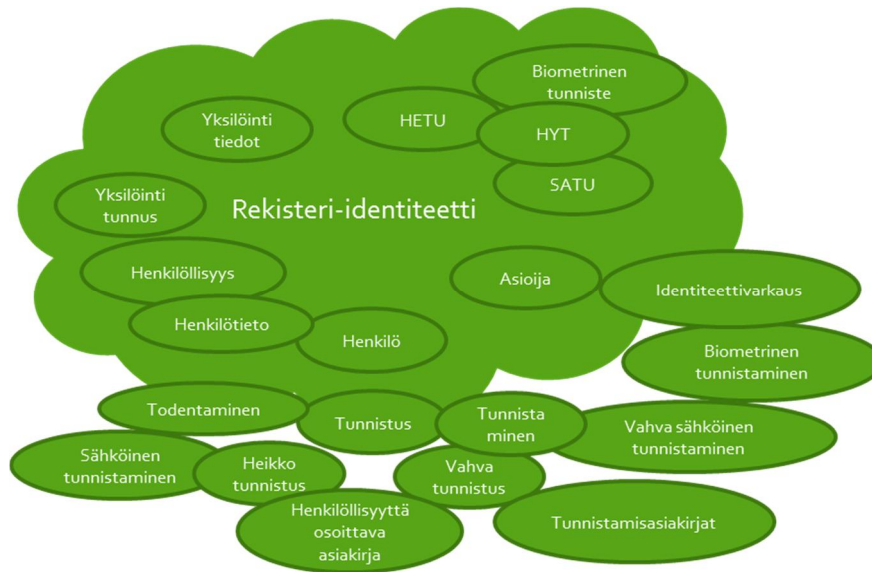 Biometrinen
tunniste
Yksilöinti
tiedot
HETU
HYT
SATU
Yksilöinti
tunnus
Rekisteri-identiteetti
Henkilöllisyys
Asioija
Identiteettivarkaus
Henkilötieto
Henkilö
Biometrinen
tunnistaminen
Todentaminen
Tunnistus
Tunnista
minen
Vahva sähköinen
tunnistaminen
Sähköinen
tunnistaminen
Heikko
tunnistus
Vahva
tunnistus
Henkilöllisyyttä
osoittava
asiakirja
Tunnistamisasiakirjat